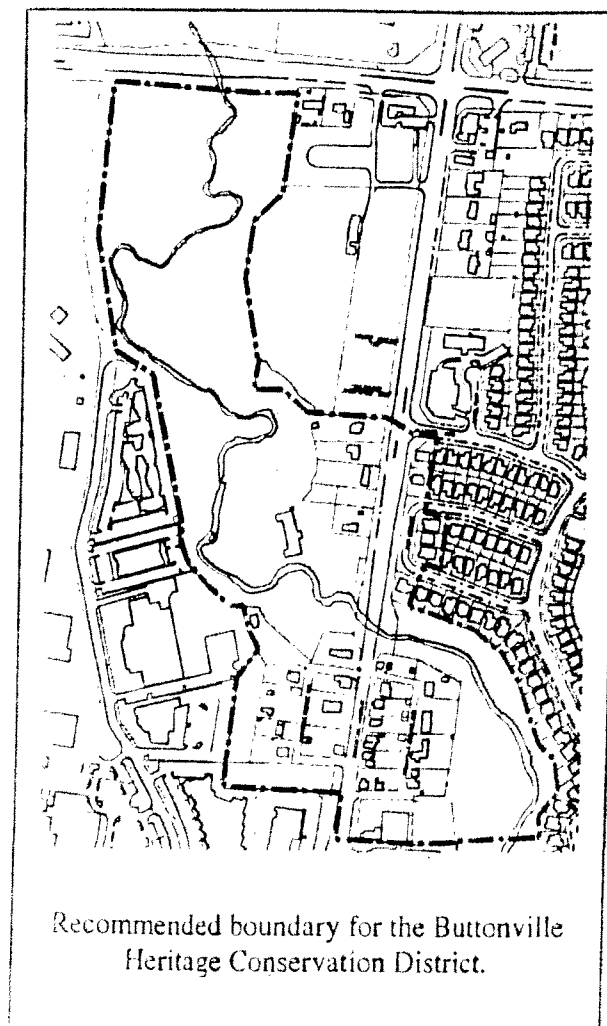 Recommended boundary for the Buttonville
Heritage Conservation District.